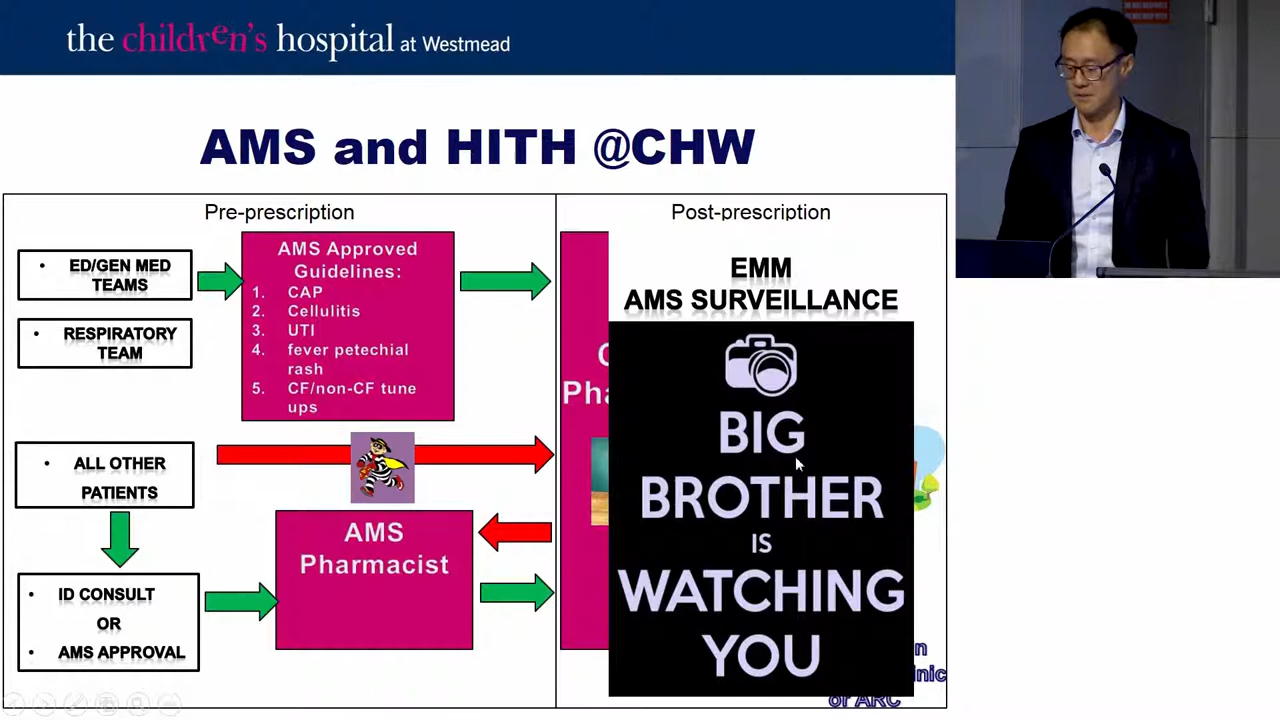 the children's hospital at Westmead
AMS and HITH @CHW
Pre-prescription
• ED/GEN MED
TEAMS
• RESPIRATORY
TEAM
AMS Approved
Guidelines:
1. CAP
2. Cellulitis
3. UTI
4. fever petechial
rash
5. CF/non-CF tune
ups
• ALL OTHER
PATIENTS
• ID CONSULT
OR
• AMS APPROVAL
AMS
Pharmacist
Post-prescription
EMM
AMS SURVEILLANCE
BIG
BROTHER
IS
WATCHING
YOU
or ARC